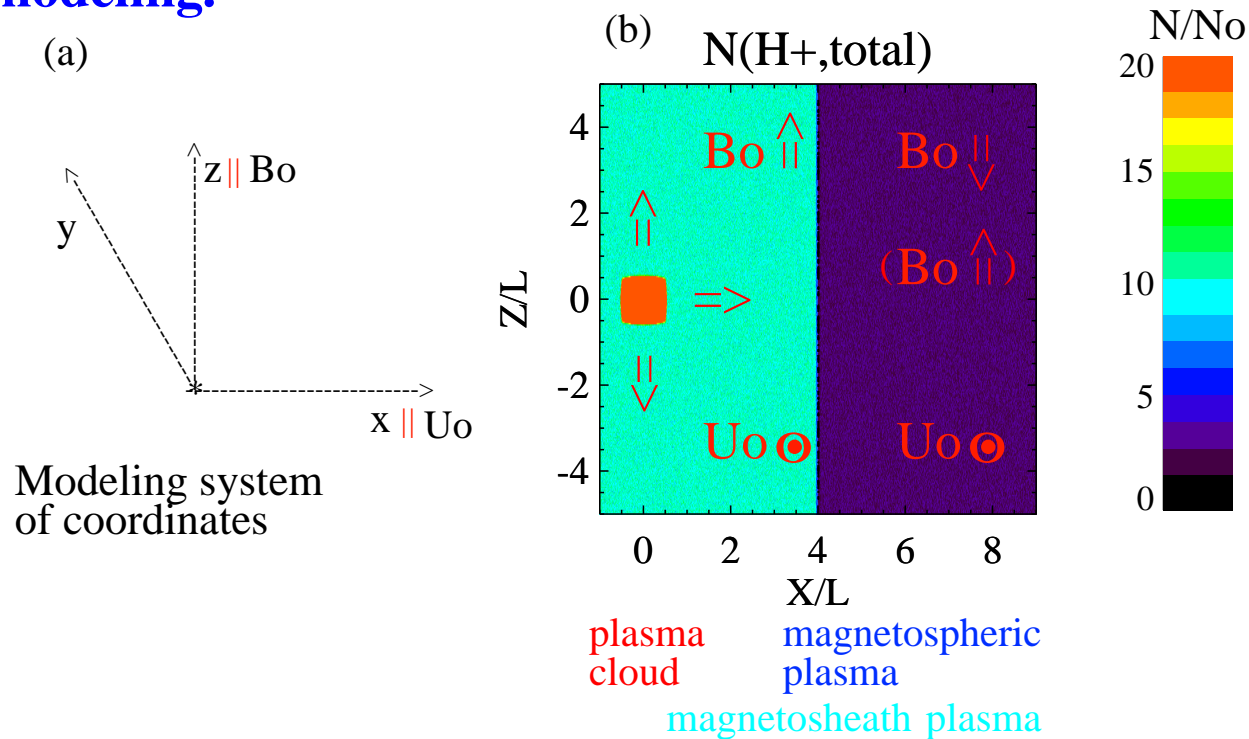 modeling.
(a)
z || Bo
y
x || Uo
Modeling system
of coordinates
(b)
N(H+,total)
N/No
Bo
Bo
(Bo)
Uo
Uo
Z/L
4
2
0
-2
-4
0 2 4 6 8
X/L
20
15
10
5
0
plasma
cloud
magnetospheric
plasma
magnetosheath plasma